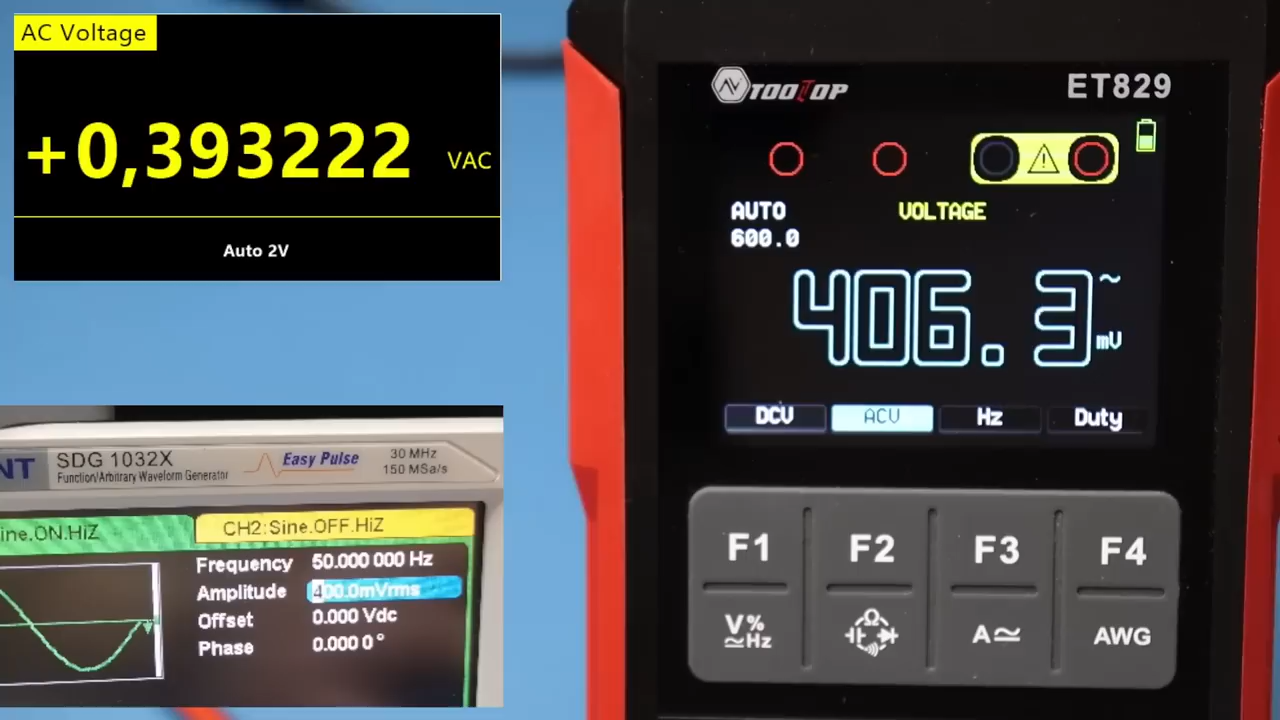 AC Voltage
+0,393222 VAC
Auto 2V
NT
SDG 1032X
Function/Arbitrary Waveform Generator
Easy Pulse
30 MHz
150 MSa/s
ine.ON.HiZ
CH2:Sine.OFF.HiZ
Frequency 50.000 000 Hz
Amplitude 400.0mVrms
Offset 0.000 Vdc
Phase 0.000 0°
TOOLTOP
ET829
AUTO
600.0
VOLTAGE
406.3 ~ mV
DCV ACV Hz Duty
F1 F2 F3 F4
V%
≂Hz
Ω
A≂
AWG